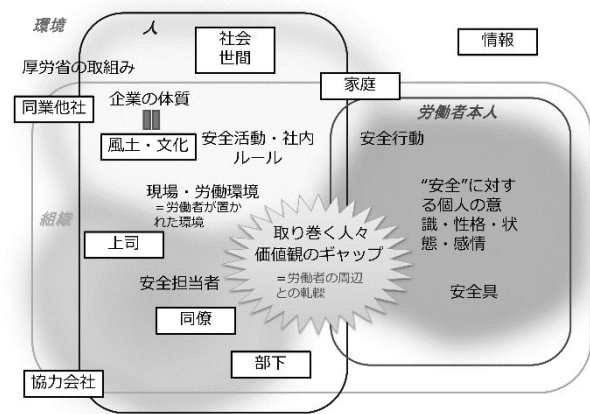 環境
人
社会
世間
情報
厚労省の取組み
家庭
同業他社
企業の体質
労働者本人
風土・文化
安全活動・社内
ルール
安全行動
現場・労働環境
＝労働者が置か
れた環境
“安全”に対す
る個人の意
識・性格・状
態・感情
組織
上司
取り巻く人々
価値観のギャップ
＝労働者の周辺
との軋轢
安全担当者
安全具
同僚
部下
協力会社